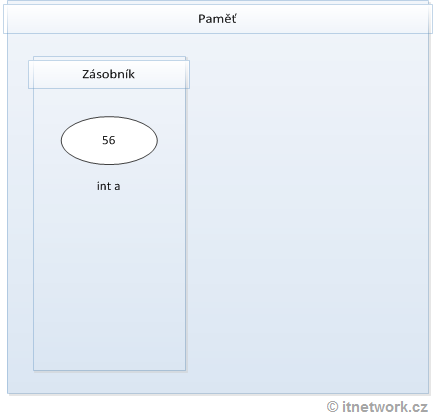 Paměť
Zásobník
56
int a
© itnetwork.cz